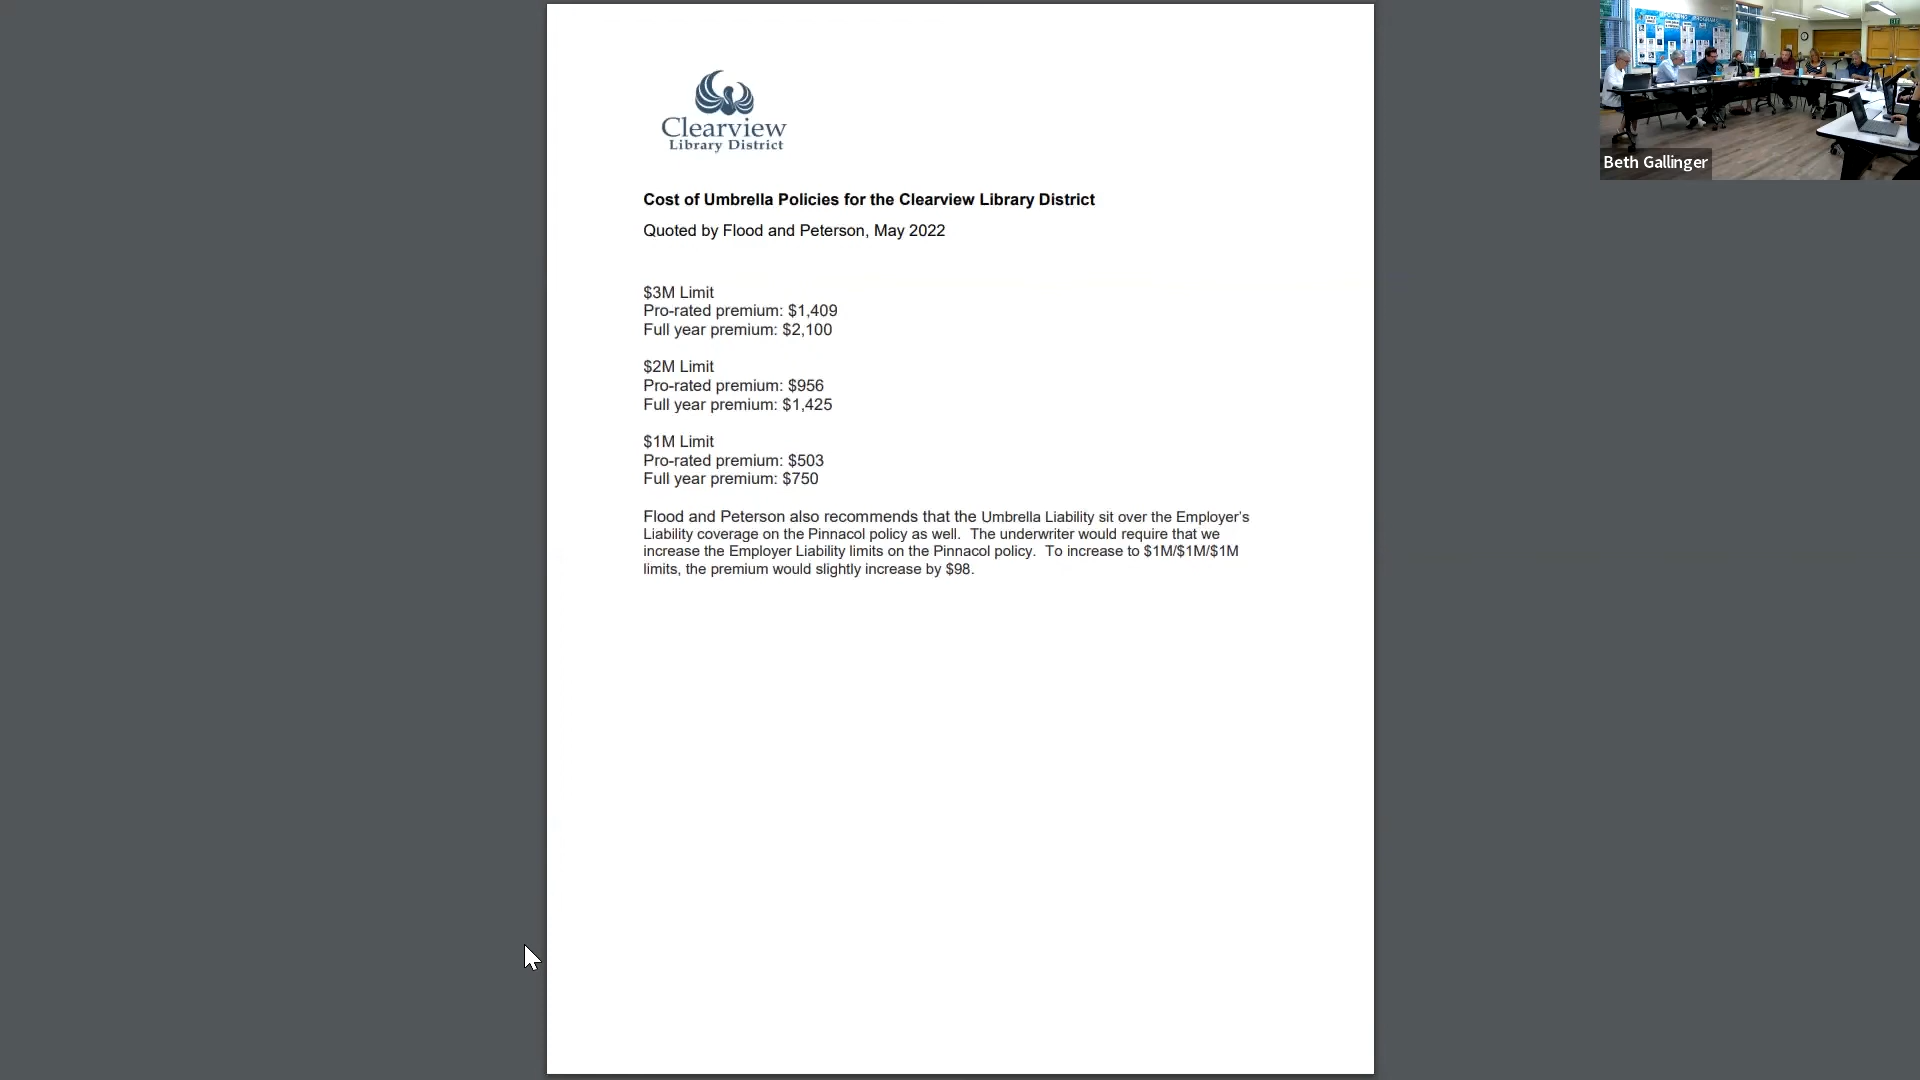 Clearview
Library District
Cost of Umbrella Policies for the Clearview Library District
Quoted by Flood and Peterson, May 2022
$3M Limit
Pro-rated premium: $1,409
Full year premium: $2,100
$2M Limit
Pro-rated premium: $956
Full year premium: $1,425
$1M Limit
Pro-rated premium: $503
Full year premium: $750
Flood and Peterson also recommends that the Umbrella Liability sit over the Employer’s
Liability coverage on the Pinnacol policy as well.  The underwriter would require that we
increase the Employer Liability limits on the Pinnacol policy.  To increase to $1M/$1M/$1M
limits, the premium would slightly increase by $98.
Beth Gallinger